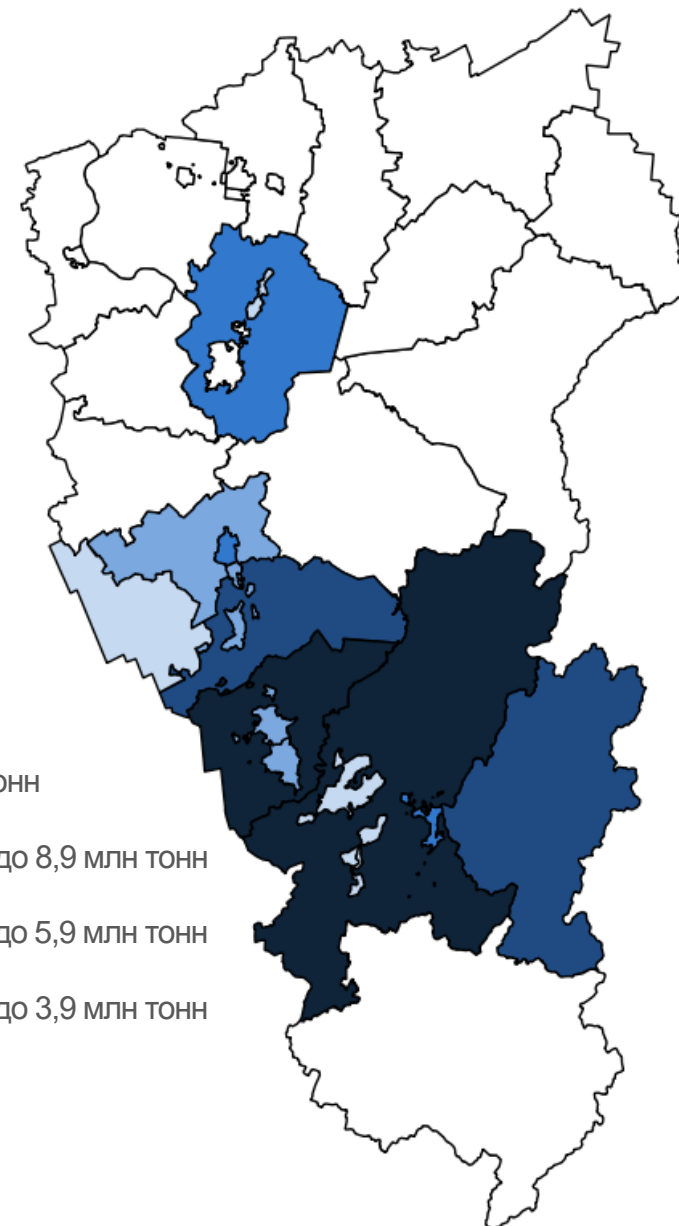 до 8,9 млн тонн
до 5,9 млн тонн
до 3,9 млн тонн